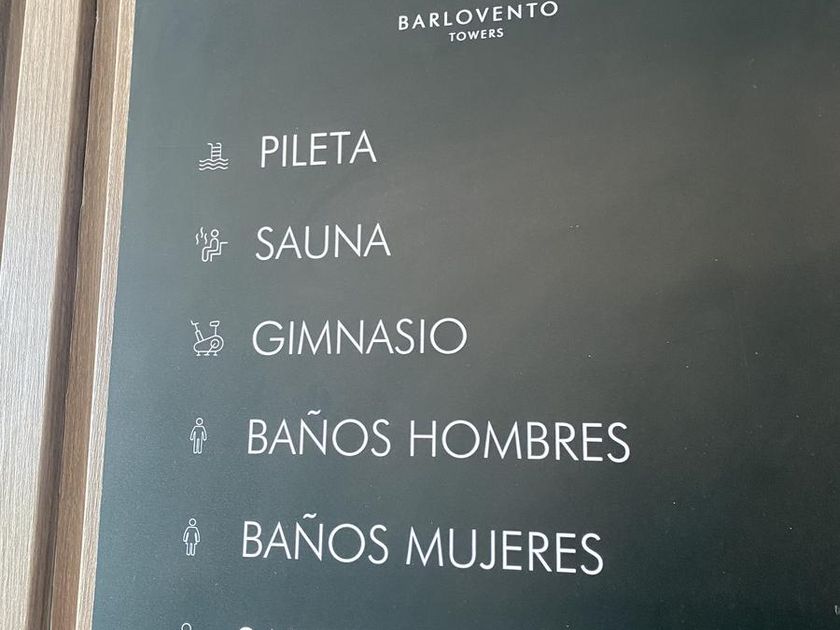 BARLOVENTO
TOWERS
PILETA
SAUNA
GIMNASIO
BAÑOS HOMBRES
BAÑOS MUJERES